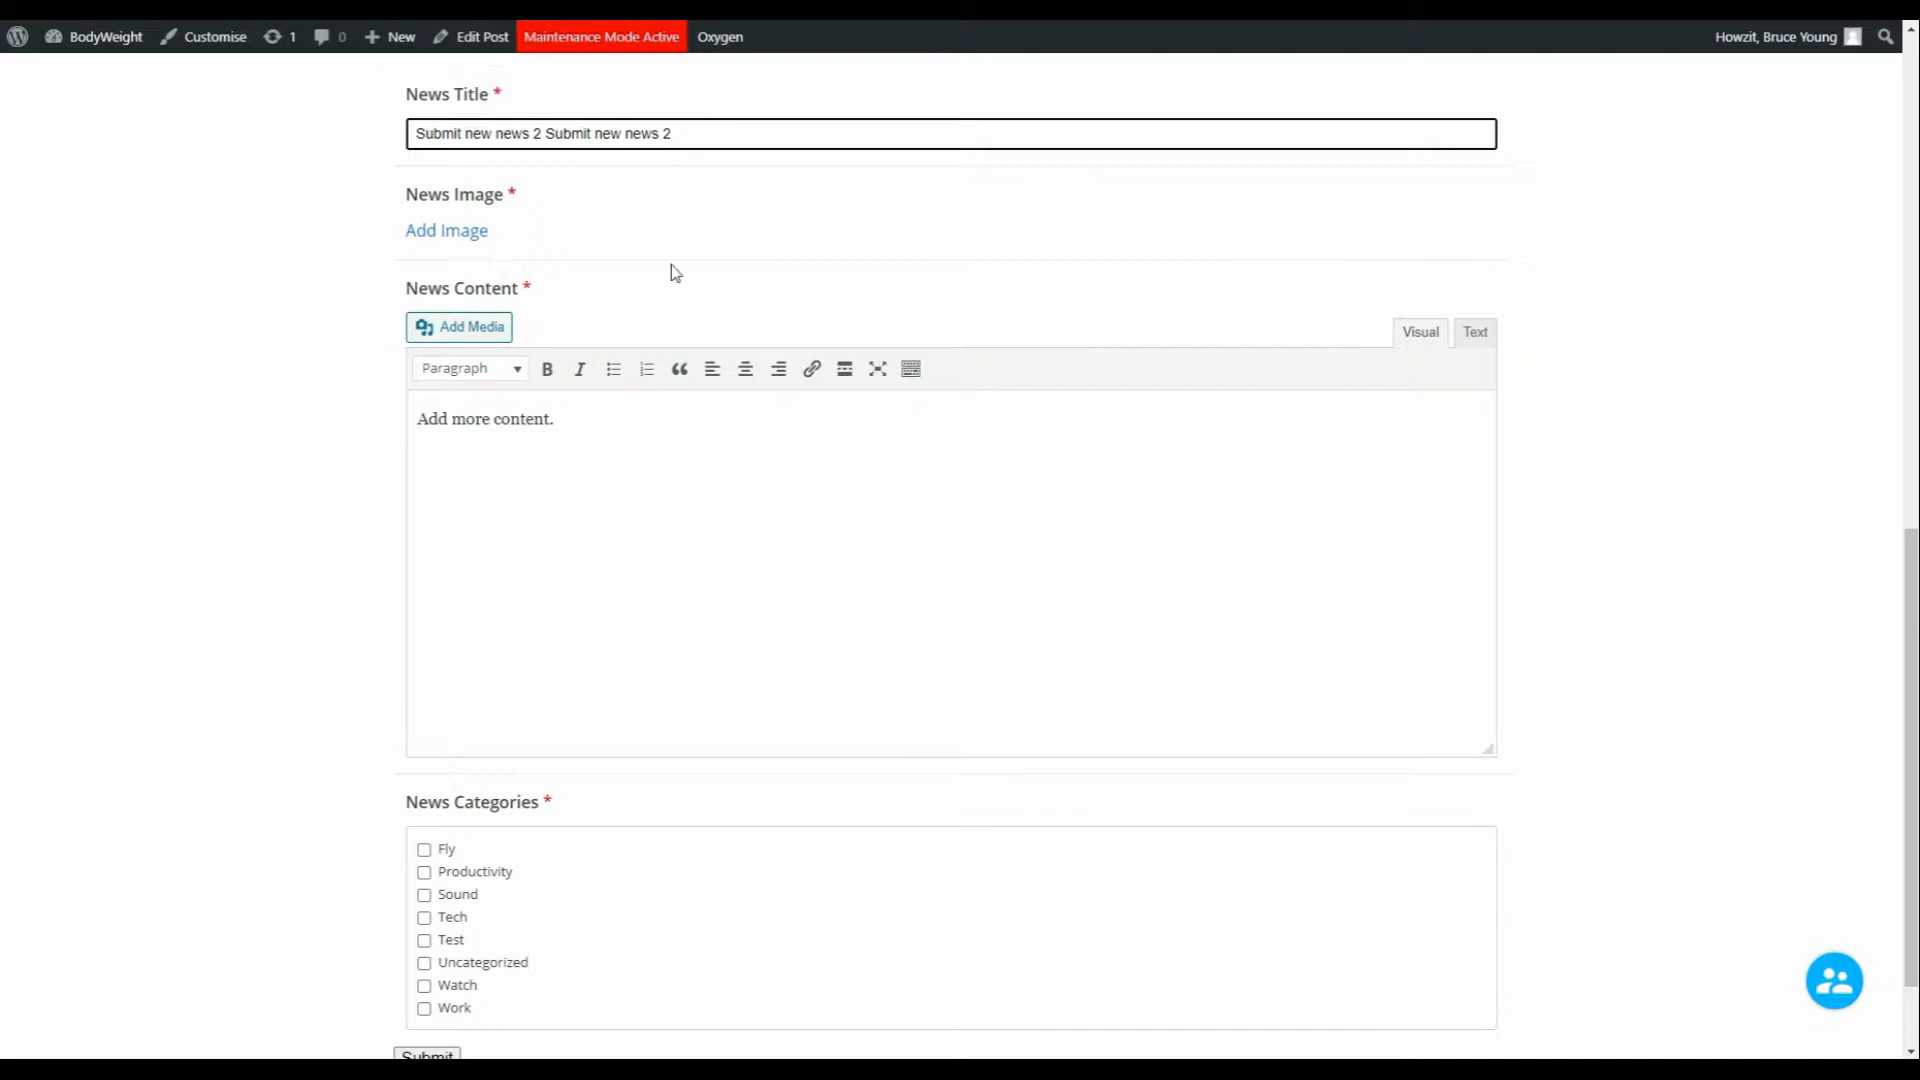 BodyWeight Customise 1 0 New Edit Post Maintenance Mode Active Oxygen Howzit, Bruce Young
News Title *
Submit new news 2 Submit new news 2
News Image *
Add Image
News Content *
Add Media
Visual Text
Paragraph
Add more content.
News Categories *
Fly
Productivity
Sound
Tech
Test
Uncategorized
Watch
Work
Submit